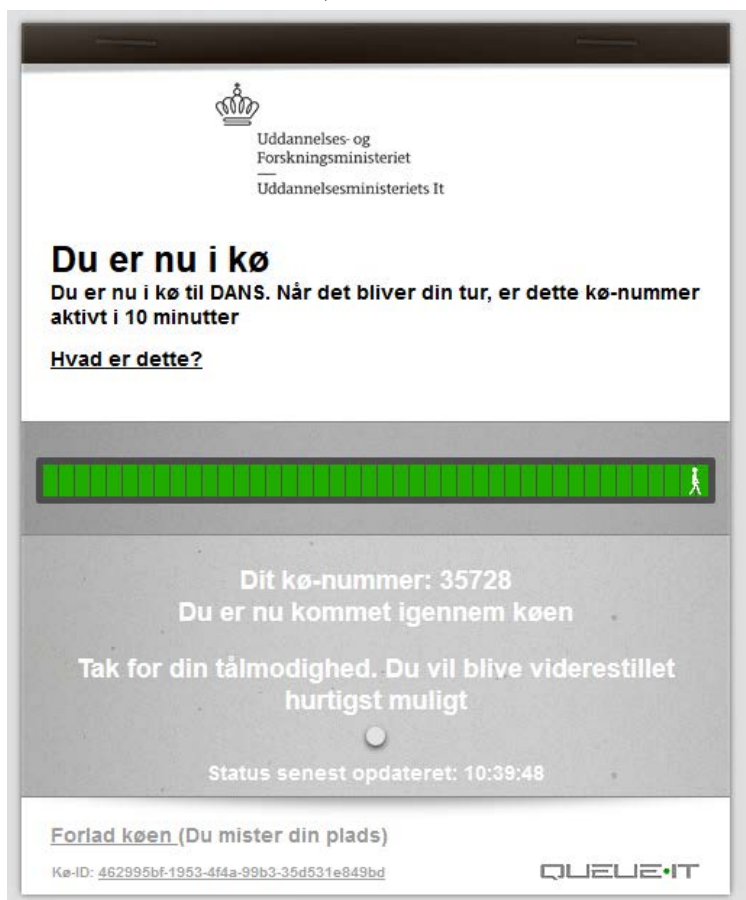 Uddannelses- og
Forskningsministeriet
Uddannelsesministeriets It
Du er nu i kø
Du er nu i kø til DANS. Når det bliver din tur, er dette kø-nummer
aktivt i 10 minutter
Hvad er dette?
Dit kø-nummer: 35728
Du er nu kommet igennem køen
Tak for din tålmodighed. Du vil blive viderestillet
hurtigst muligt
Status senest opdateret: 10:39:48
Forlad køen (Du mister din plads)
Kø-ID: 462995bf-1953-4f4a-99b3-35d531e849bd
QUEUE•IT